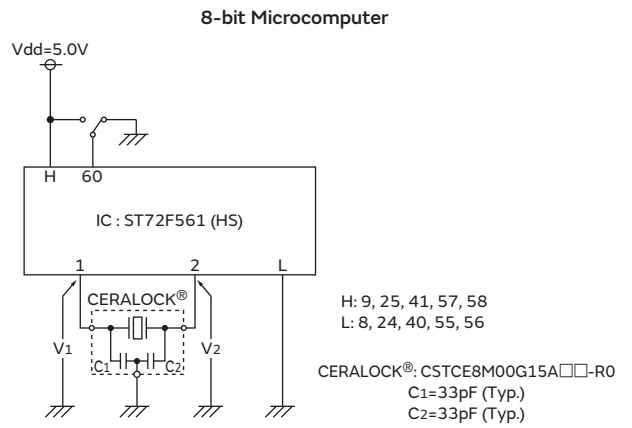 8-bit Microcomputer
Vdd=5.0V
H 60
IC : ST72F561 (HS)
1 2 L
CERALOCK®
V1 C1 C2 V2
H: 9, 25, 41, 57, 58
L: 8, 24, 40, 55, 56
CERALOCK®: CSTCE8M00G15A□□-R0
C1=33pF (Typ.)
C2=33pF (Typ.)